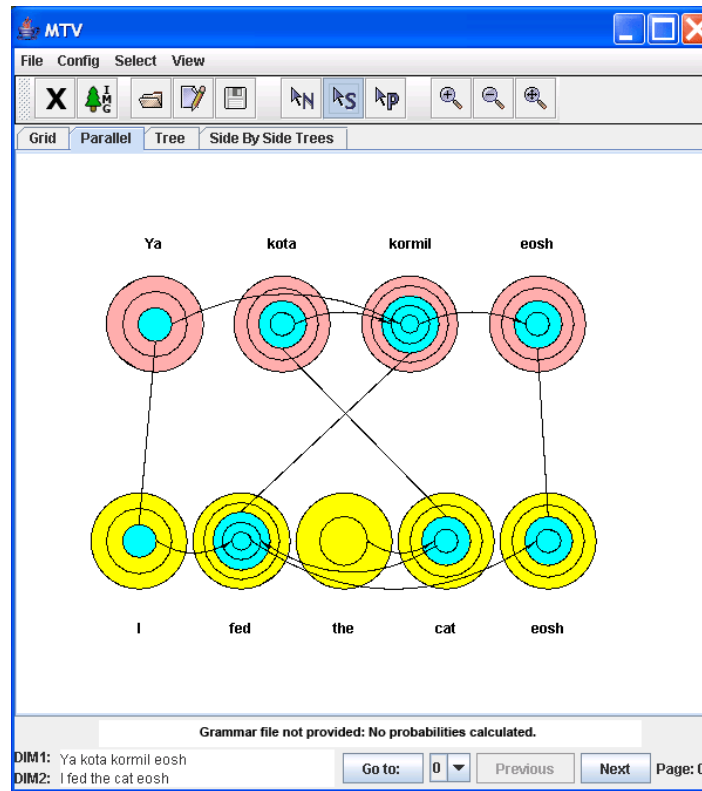 MTV
File Config Select View
X IMG N S P
Grid Parallel Tree Side By Side Trees
Ya kota kormil eosh
I fed the cat eosh
Grammar file not provided: No probabilities calculated.
DIM1: Ya kota kormil eosh
DIM2: I fed the cat eosh
Go to: 0 Previous Next Page: 0